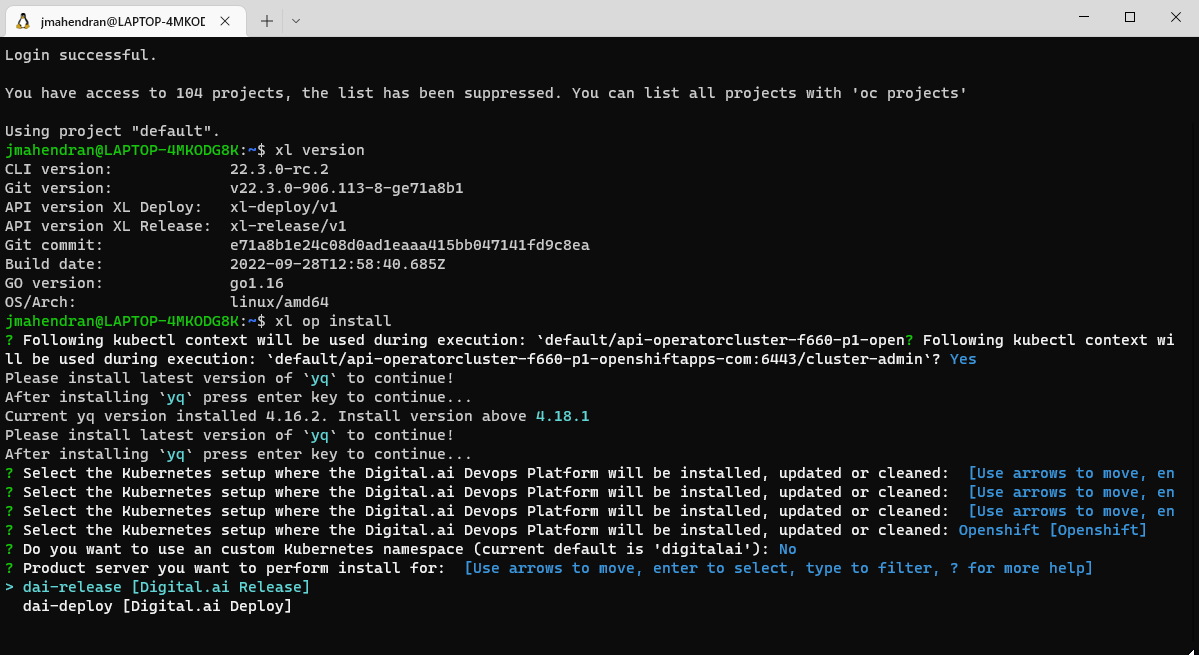 jmahendran@LAPTOP-4MKOD
Login successful.
You have access to 104 projects, the list has been suppressed. You can list all projects with 'oc projects'
Using project "default".
jmahendran@LAPTOP-4MKODG8K:~$ xl version
CLI version:             22.3.0-rc.2
Git version:             v22.3.0-906.113-8-ge71a8b1
API version XL Deploy:   xl-deploy/v1
API version XL Release:  xl-release/v1
Git commit:              e71a8b1e24c08d0ad1eaaa415bb047141fd9c8ea
Build date:              2022-09-28T12:58:40.685Z
GO version:              go1.16
OS/Arch:                 linux/amd64
jmahendran@LAPTOP-4MKODG8K:~$ xl op install
? Following kubectl context will be used during execution: `default/api-operatorcluster-f660-p1-open? Following kubectl context wi
ll be used during execution: `default/api-operatorcluster-f660-p1-openshiftapps-com:6443/cluster-admin`? Yes
Please install latest version of `yq` to continue!
After installing `yq` press enter key to continue...
Current yq version installed 4.16.2. Install version above 4.18.1
Please install latest version of `yq` to continue!
After installing `yq` press enter key to continue...
? Select the Kubernetes setup where the Digital.ai Devops Platform will be installed, updated or cleaned:  [Use arrows to move, en
? Select the Kubernetes setup where the Digital.ai Devops Platform will be installed, updated or cleaned:  [Use arrows to move, en
? Select the Kubernetes setup where the Digital.ai Devops Platform will be installed, updated or cleaned:  [Use arrows to move, en
? Select the Kubernetes setup where the Digital.ai Devops Platform will be installed, updated or cleaned: Openshift [Openshift]
? Do you want to use an custom Kubernetes namespace (current default is 'digitalai'): No
? Product server you want to perform install for:  [Use arrows to move, enter to select, type to filter, ? for more help]
> dai-release [Digital.ai Release]
  dai-deploy [Digital.ai Deploy]